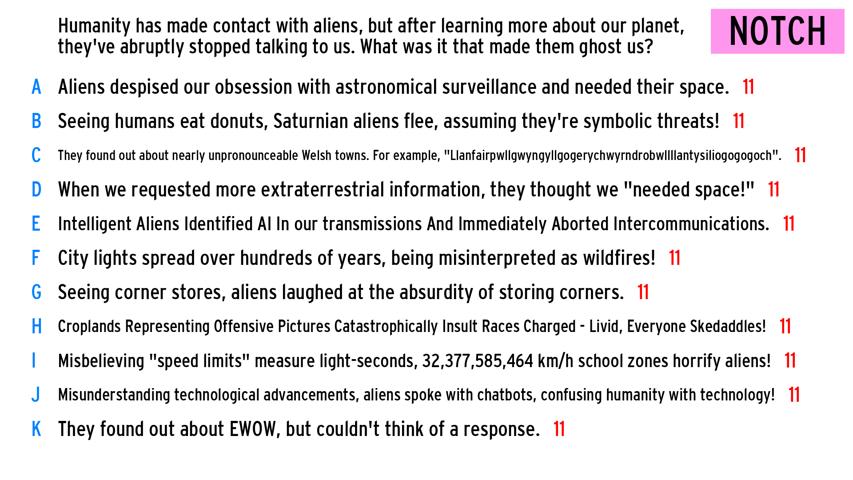 Humanity has made contact with aliens, but after learning more about our planet,
they've abruptly stopped talking to us. What was it that made them ghost us?
NOTCH
A Aliens despised our obsession with astronomical surveillance and needed their space. 11
B Seeing humans eat donuts, Saturnian aliens flee, assuming they're symbolic threats! 11
C They found out about nearly unpronounceable Welsh towns. For example, "Llanfairpwllgwyngyllgogerychwyrndrobwllllantysiliogogogoch". 11
D When we requested more extraterrestrial information, they thought we "needed space!" 11
E Intelligent Aliens Identified AI In our transmissions And Immediately Aborted Intercommunications. 11
F City lights spread over hundreds of years, being misinterpreted as wildfires! 11
G Seeing corner stores, aliens laughed at the absurdity of storing corners. 11
H Croplands Representing Offensive Pictures Catastrophically Insult Races Charged - Livid, Everyone Skedaddles! 11
I Misbelieving "speed limits" measure light-seconds, 32,377,585,464 km/h school zones horrify aliens! 11
J Misunderstanding technological advancements, aliens spoke with chatbots, confusing humanity with technology! 11
K They found out about EWOW, but couldn't think of a response. 11